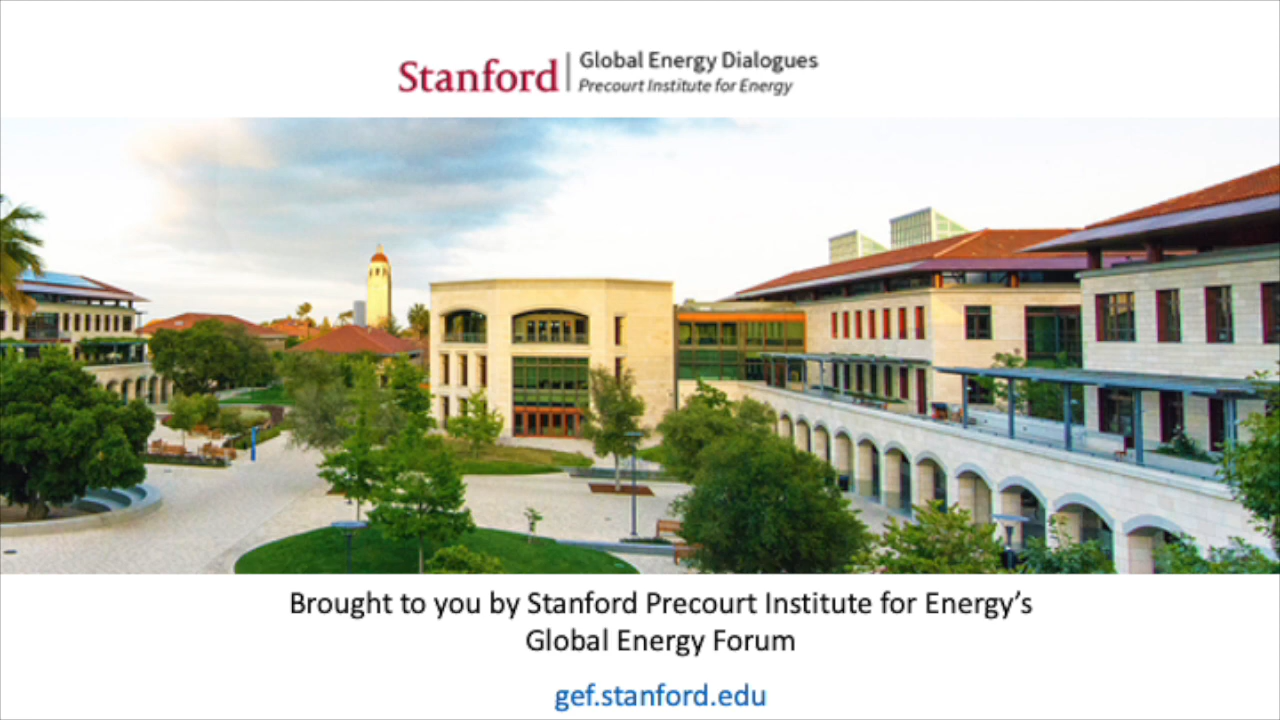 Stanford
Global Energy Dialogues
Precourt Institute for Energy
Brought to you by Stanford Precourt Institute for Energy’s
Global Energy Forum
gef.stanford.edu